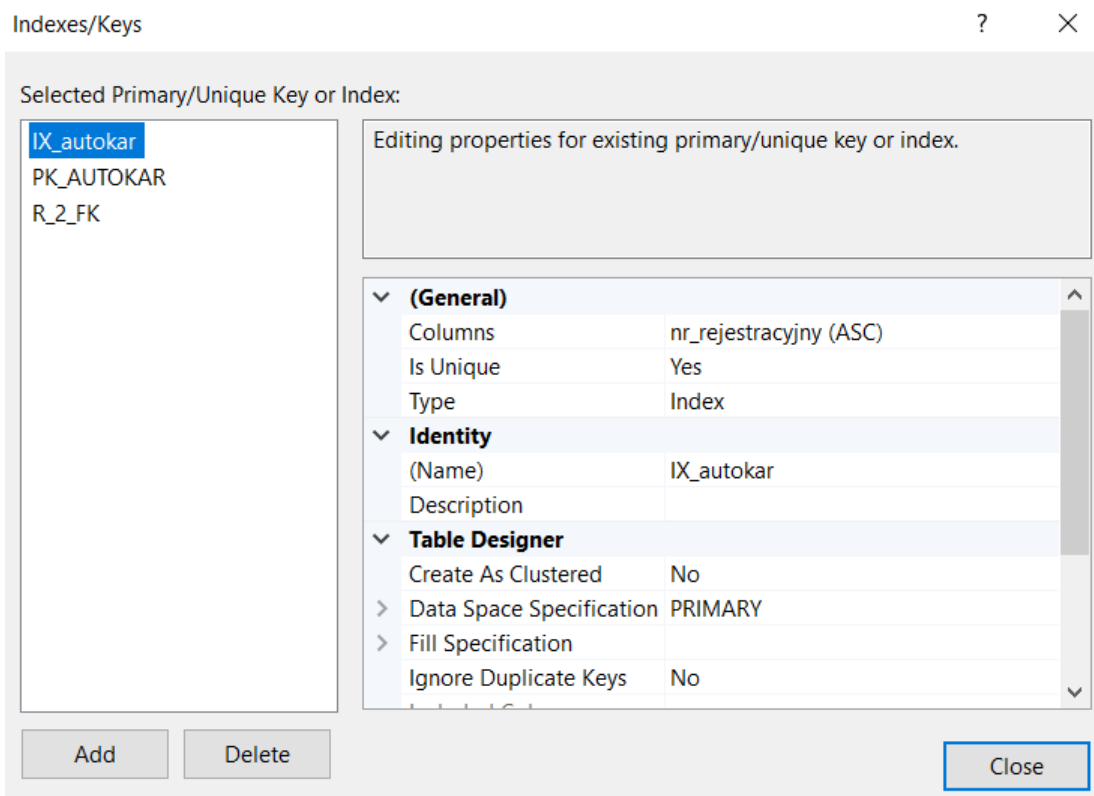 Indexes/Keys
?
Selected Primary/Unique Key or Index:
IX_autokar
PK_AUTOKAR
R_2_FK
Editing properties for existing primary/unique key or index.
(General)
Columns nr_rejestracyjny (ASC)
Is Unique Yes
Type Index
Identity
(Name) IX_autokar
Description
Table Designer
Create As Clustered No
Data Space Specification PRIMARY
Fill Specification
Ignore Duplicate Keys No
Add
Delete
Close